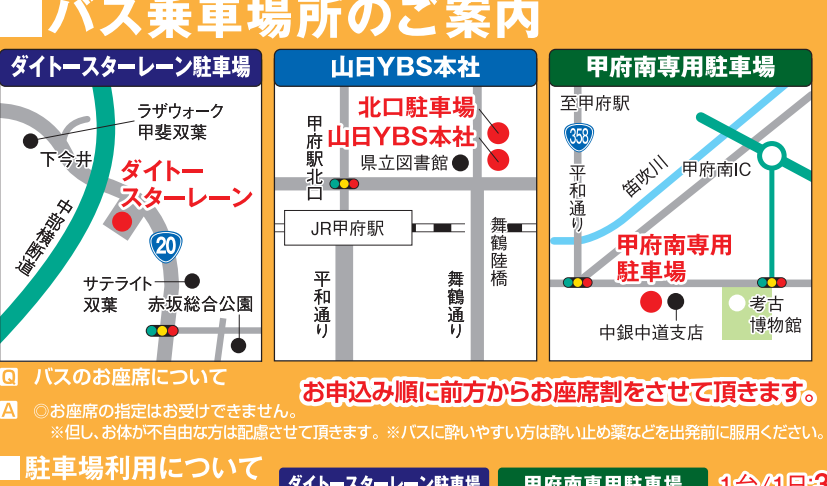 バス乗車場所のご案内
ダイトースターレーン駐車場
ラザウォーク
甲斐双葉
下今井
ダイトー
スターレーン
中部横断道
20
サテライト
双葉
赤坂総合公園
山日YBS本社
北口駐車場
山日YBS本社
甲府駅北口
県立図書館
JR甲府駅
舞鶴陸橋
平和通り
舞鶴通り
甲府南専用駐車場
至甲府駅
358
平和通り
笛吹川
甲府南IC
甲府南専用
駐車場
中銀中道支店
考古
博物館
Q バスのお座席について
お申込み順に前方からお座席割をさせて頂きます。
A ◎お座席の指定はお受けできません。
※但し、お体が不自由な方は配慮させて頂きます。※バスに酔いやすい方は酔い止め薬などを出発前に服用ください。
駐車場利用について
ダイトースターレーン駐車場
甲府南専用駐車場
1台/1日:3